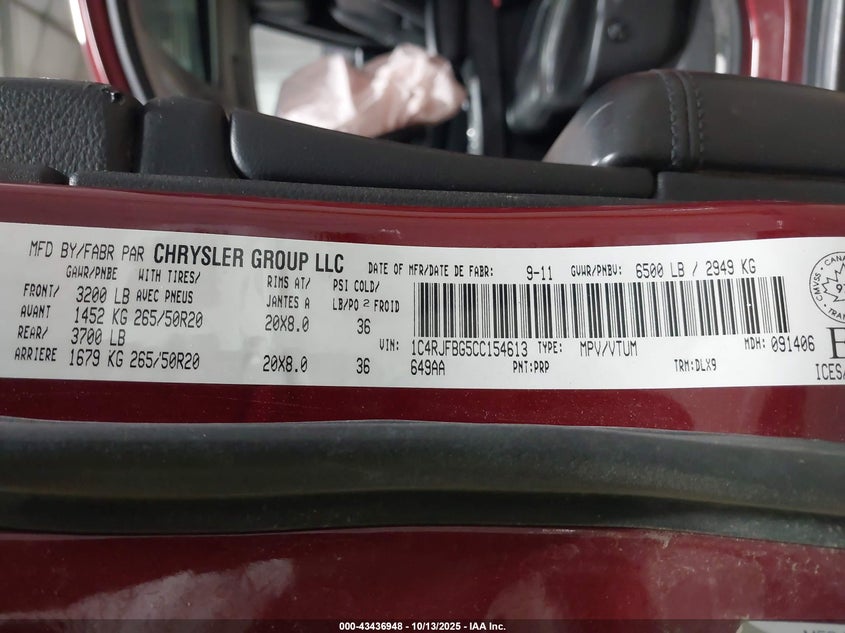 MFD BY/FABR PAR CHRYSLER GROUP LLC DATE OF MFR/DATE DE FABR: 9-11 GVWR/PNBV: 6500 LB / 2949 KG
GAWR/PNBE WITH TIRES/ RIMS AT/ PSI COLD/
FRONT/ 3200 LB AVEC PNEUS JANTES A LB/PO 2 FROID
AVANT 1452 KG 265/50R20 20X8.0 36
REAR/ 3700 LB
ARRIERE 1679 KG 265/50R20 20X8.0 36
VIN: 1C4RJFBG5CC154613 TYPE: MPV/VTUM MDH: 091406
649AA PNT:PRP TRM:DLX9
CMVSS
ICES/
000-43436948 - 10/13/2025 - IAA Inc.